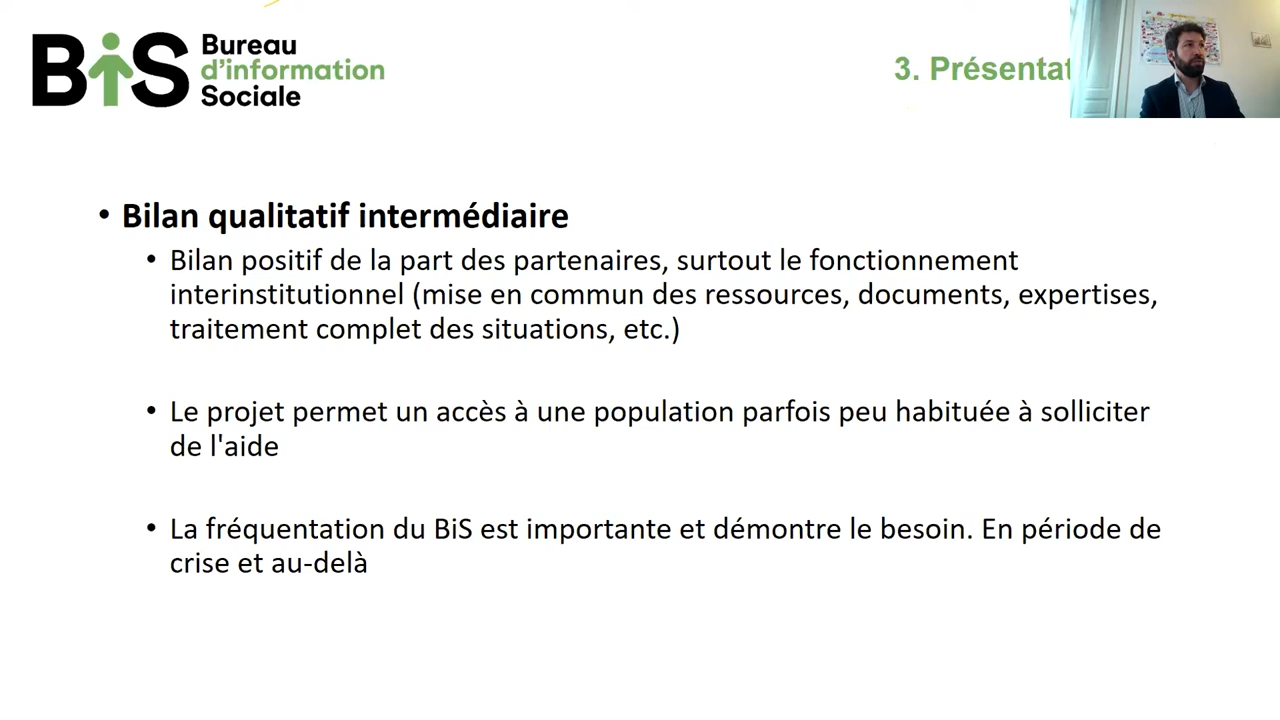 BiS
Bureau
d'information
Sociale
3. Présentat
• Bilan qualitatif intermédiaire
• Bilan positif de la part des partenaires, surtout le fonctionnement
interinstitutionnel (mise en commun des ressources, documents, expertises,
traitement complet des situations, etc.)
• Le projet permet un accès à une population parfois peu habituée à solliciter
de l'aide
• La fréquentation du BiS est importante et démontre le besoin. En période de
crise et au-delà